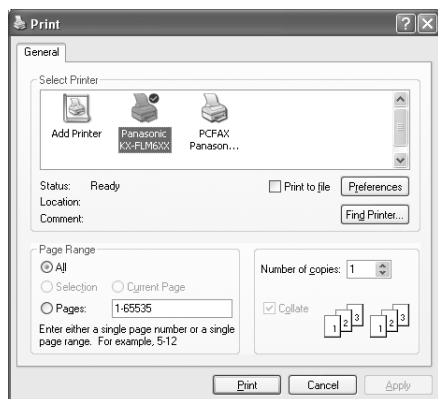 Print
General
Select Printer
Add Printer
Panasonic
KX-FLM6XX
PCFAX
Panason...
Status: Ready
Location:
Comment:
Print to file
Preferences
Find Printer...
Page Range
All
Selection Current Page
Pages: 1-65535
Enter either a single page number or a single
page range. For example, 5-12
Number of copies: 1
Collate
1 2 3 1 2 3
Print Cancel Apply